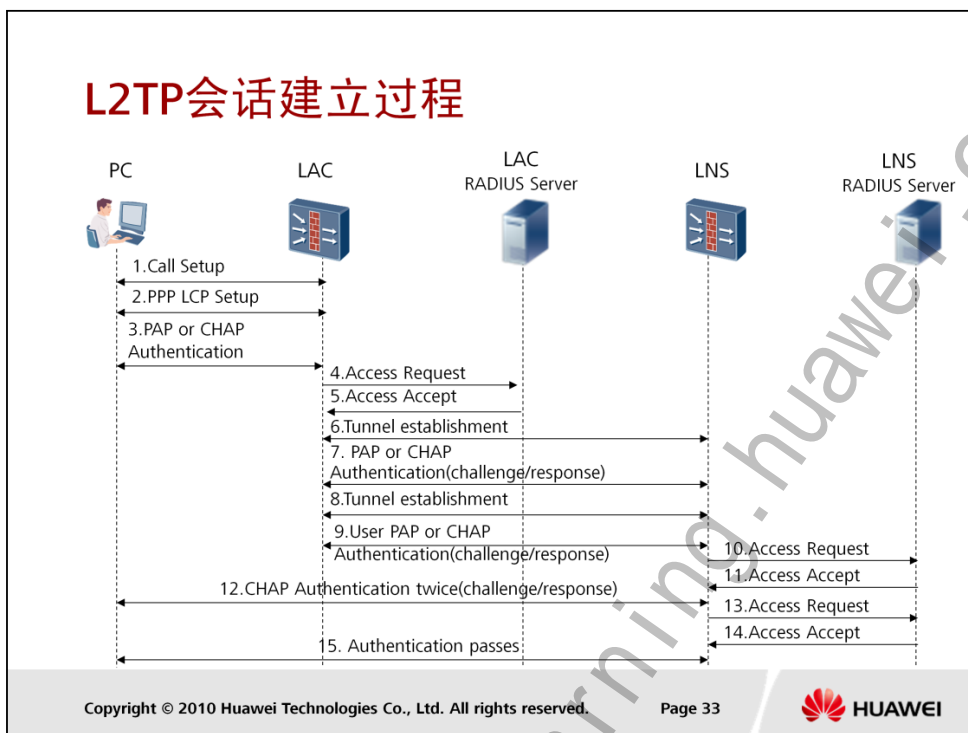 L2TP会话建立过程
PC
LAC
LAC
RADIUS Server
LNS
LNS
RADIUS Server
1.Call Setup
2.PPP LCP Setup
3.PAP or CHAP
Authentication
4.Access Request
5.Access Accept
6.Tunnel establishment
7. PAP or CHAP
Authentication(challenge/response)
8.Tunnel establishment
9.User PAP or CHAP
Authentication(challenge/response)
10.Access Request
11.Access Accept
12.CHAP Authentication twice(challenge/response)
13.Access Request
14.Access Accept
15. Authentication passes
Copyright © 2010 Huawei Technologies Co., Ltd. All rights reserved.
Page 33
HUAWEI